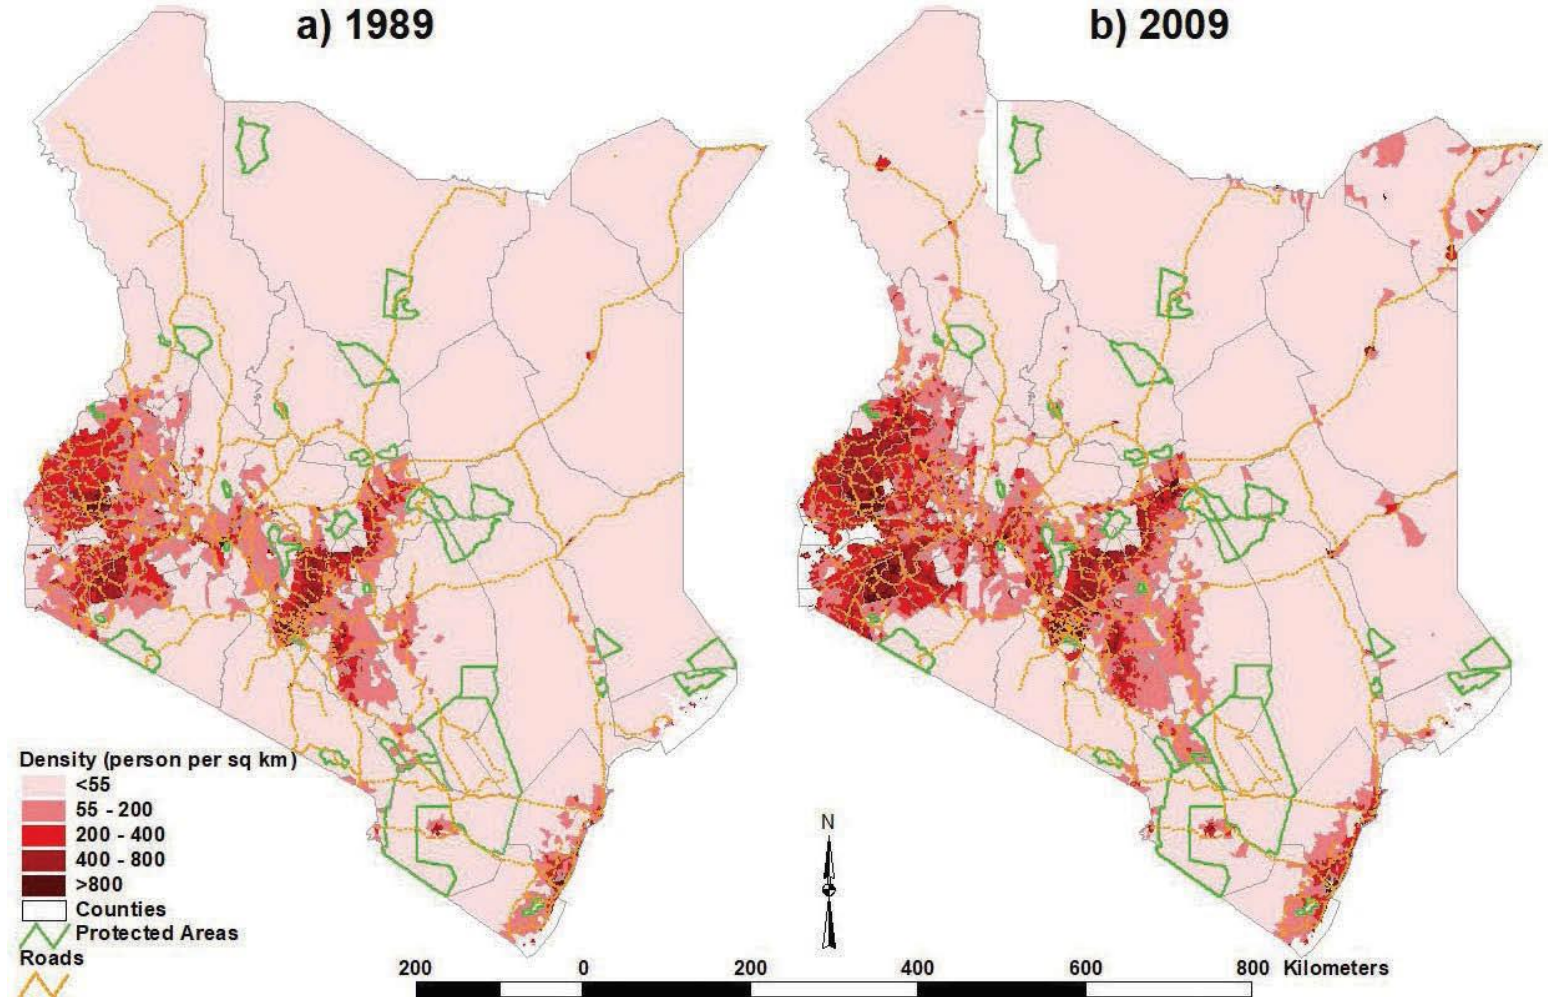 a) 1989
b) 2009
Density (person per sq km)
<55
55 - 200
200 - 400
400 - 800
>800
Counties
Protected Areas
Roads
N
200 0 200 400 600 800 Kilometers